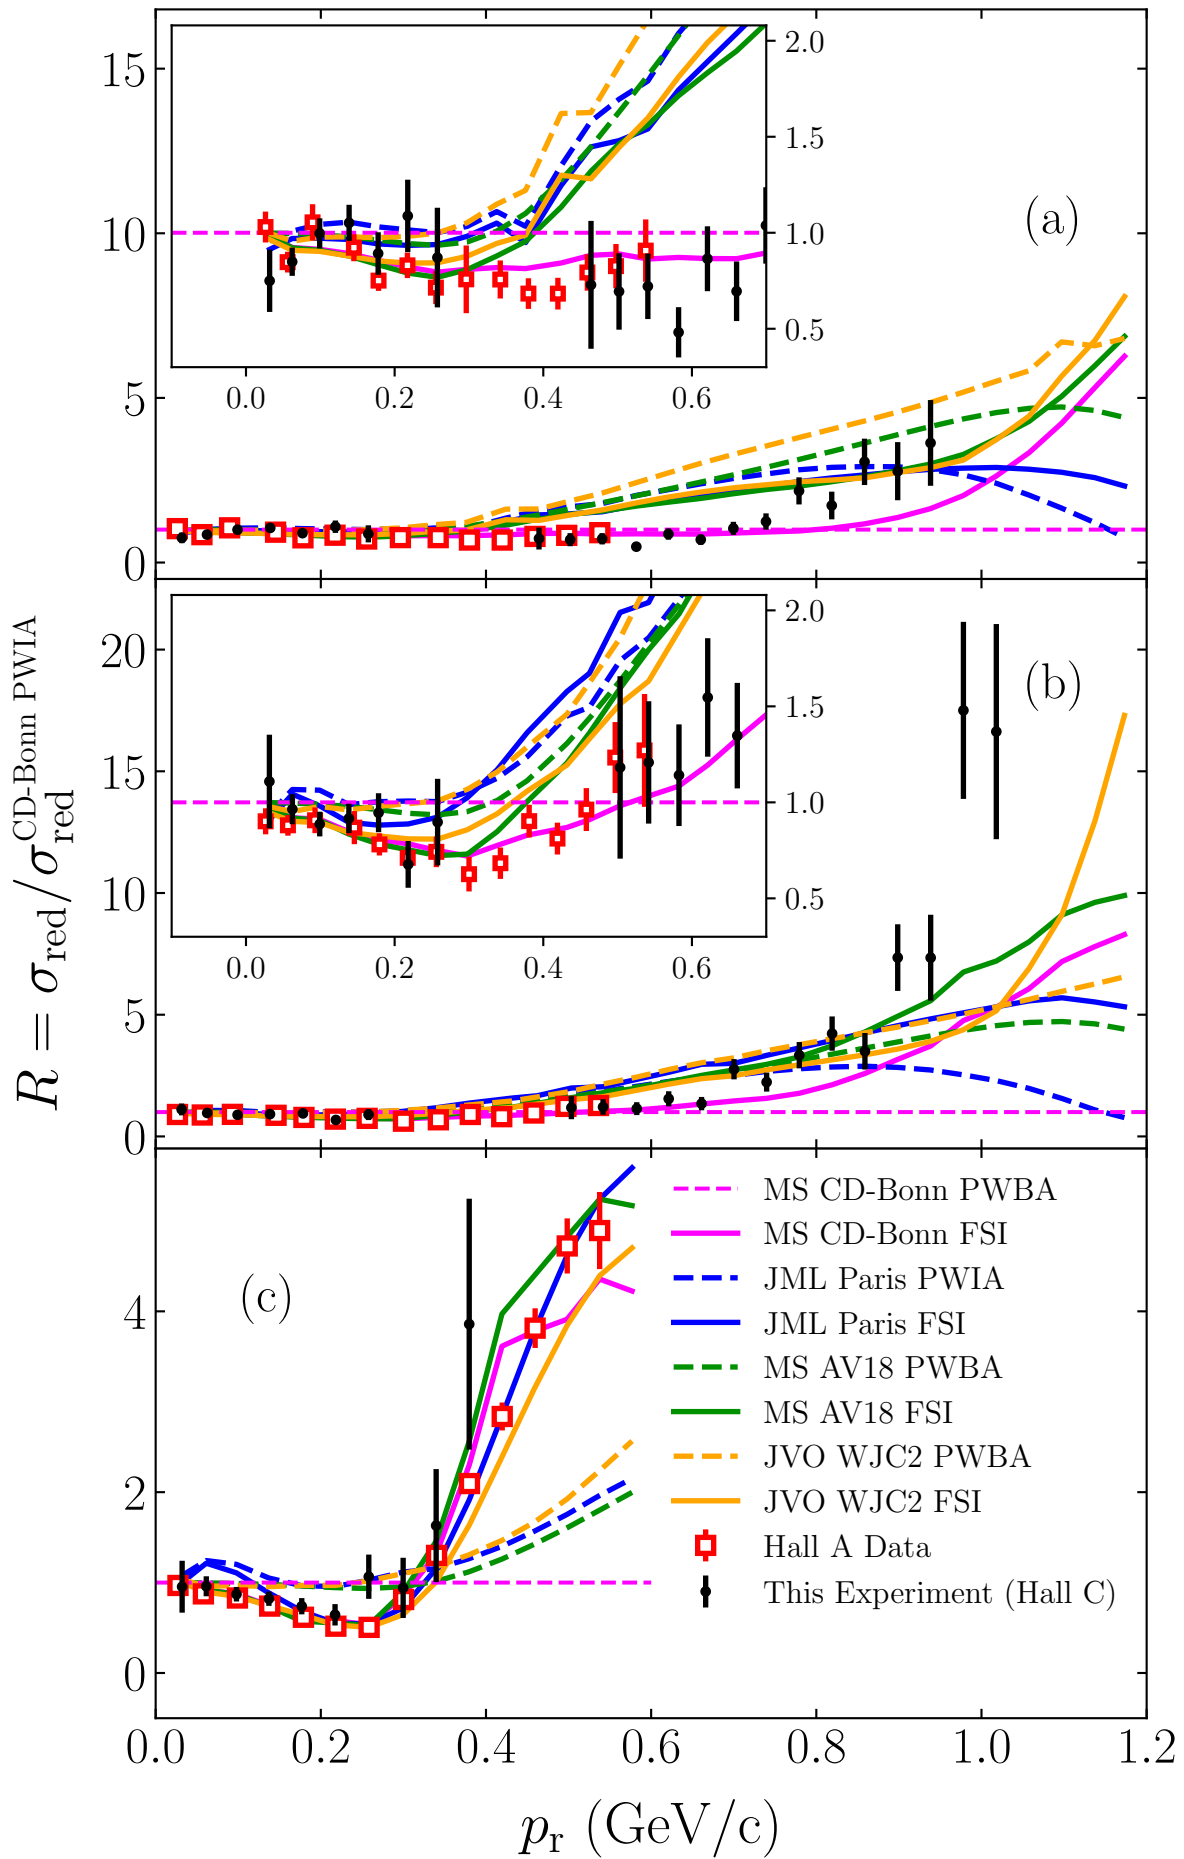 R = σred/σredCD-Bonn PWIA
15
10
5
0
(a)
2.0
1.5
1.0
0.5
0.0 0.2 0.4 0.6
20
15
10
5
0
(b)
2.0
1.5
1.0
0.5
0.0 0.2 0.4 0.6
4
2
0
(c)
MS CD-Bonn PWBA
MS CD-Bonn FSI
JML Paris PWIA
JML Paris FSI
MS AV18 PWBA
MS AV18 FSI
JVO WJC2 PWBA
JVO WJC2 FSI
Hall A Data
This Experiment (Hall C)
0.0 0.2 0.4 0.6 0.8 1.0 1.2
pr (GeV/c)